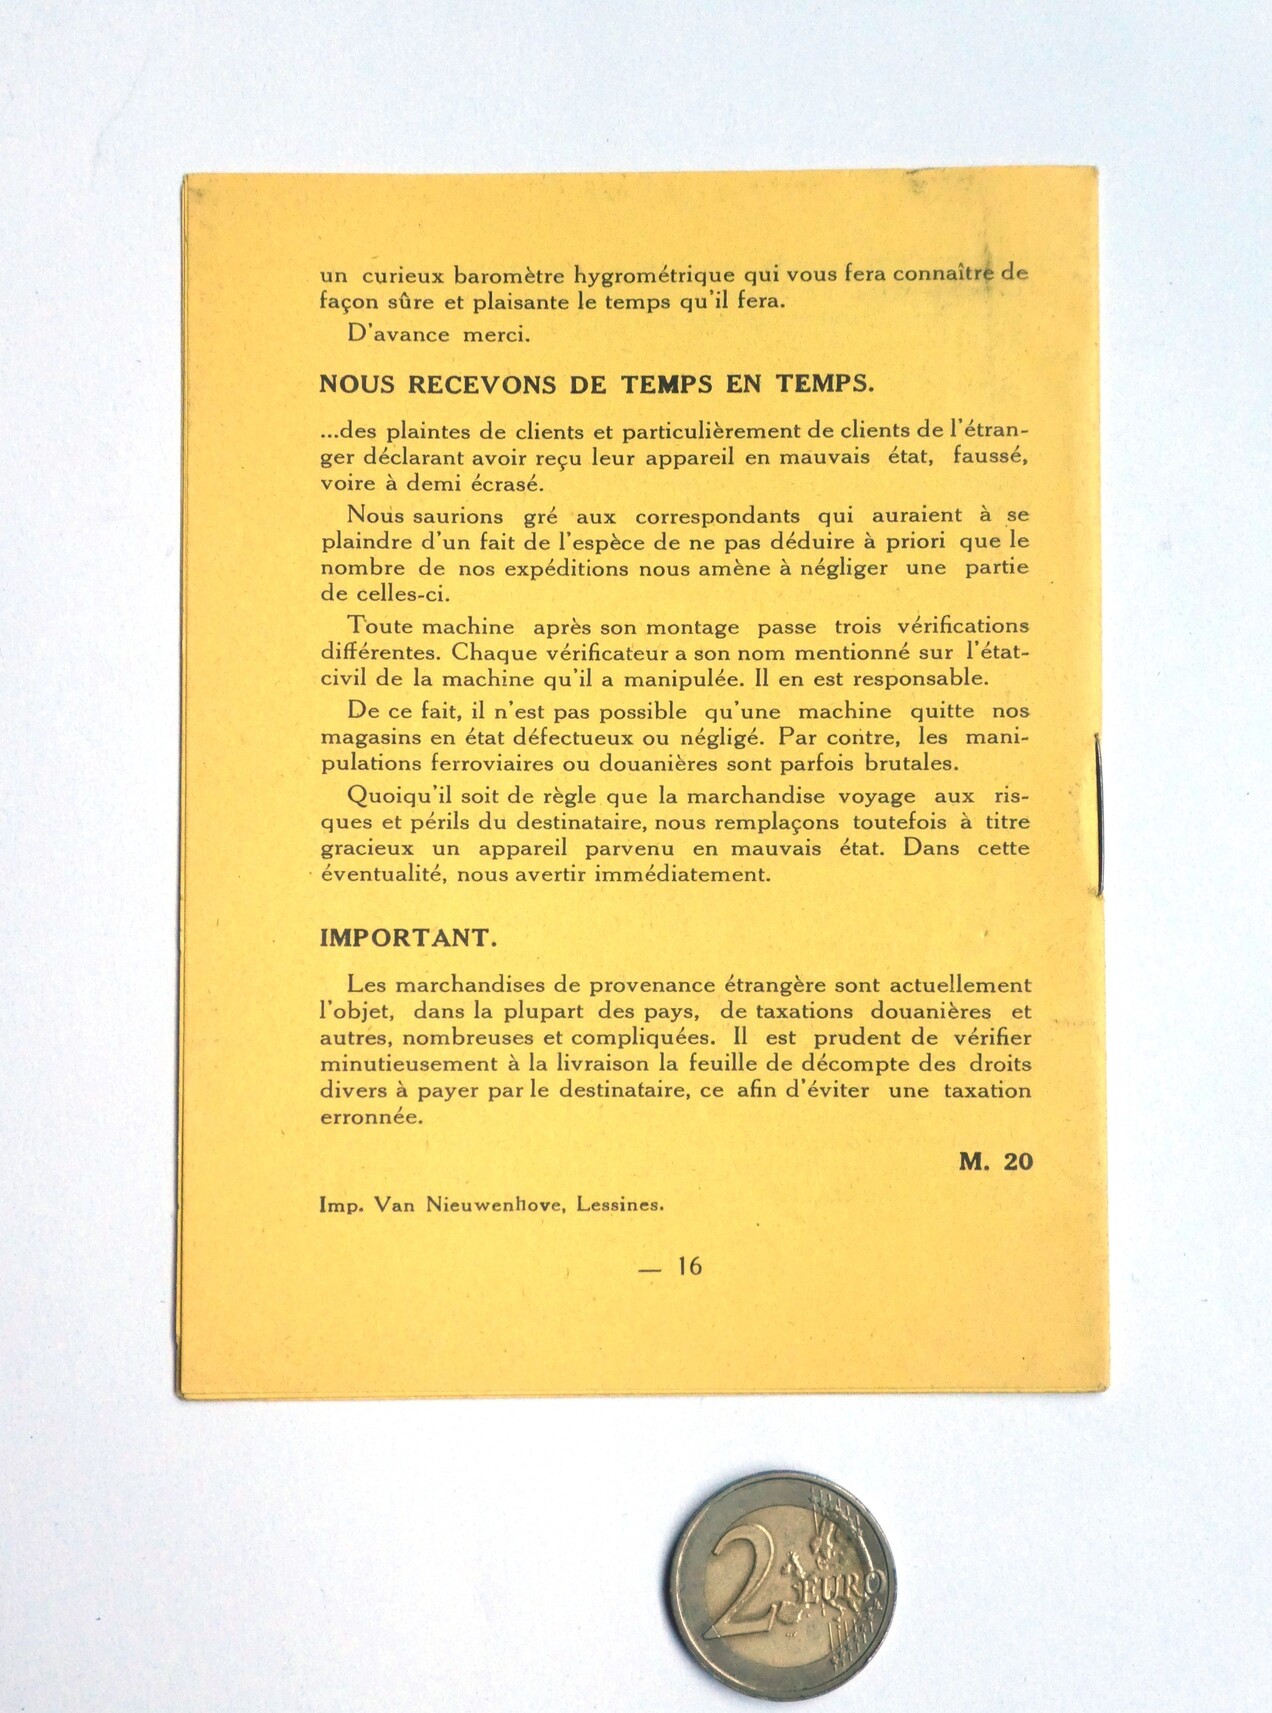 un curieux baromètre hygrométrique qui vous fera connaître de
façon sûre et plaisante le temps qu'il fera.
D'avance merci.
NOUS RECEVONS DE TEMPS EN TEMPS.
...des plaintes de clients et particulièrement de clients de l'étran-
ger déclarant avoir reçu leur appareil en mauvais état, faussé,
voire à demi écrasé.
Nous saurions gré aux correspondants qui auraient à se
plaindre d'un fait de l'espèce de ne pas déduire à priori que le
nombre de nos expéditions nous amène à négliger une partie
de celles-ci.
Toute machine après son montage passe trois vérifications
différentes. Chaque vérificateur a son nom mentionné sur l'état-
civil de la machine qu'il a manipulée. Il en est responsable.
De ce fait, il n'est pas possible qu'une machine quitte nos
magasins en état défectueux ou négligé. Par contre, les mani-
pulations ferroviaires ou douanières sont parfois brutales.
Quoiqu'il soit de règle que la marchandise voyage aux ris-
ques et périls du destinataire, nous remplaçons toutefois à titre
gracieux un appareil parvenu en mauvais état. Dans cette
éventualité, nous avertir immédiatement.
IMPORTANT.
Les marchandises de provenance étrangère sont actuellement
l'objet, dans la plupart des pays, de taxations douanières et
autres, nombreuses et compliquées. Il est prudent de vérifier
minutieusement à la livraison la feuille de décompte des droits
divers à payer par le destinataire, ce afin d'éviter une taxation
erronnée.
M. 20
Imp. Van Nieuwenhove, Lessines.
— 16
2 EURO